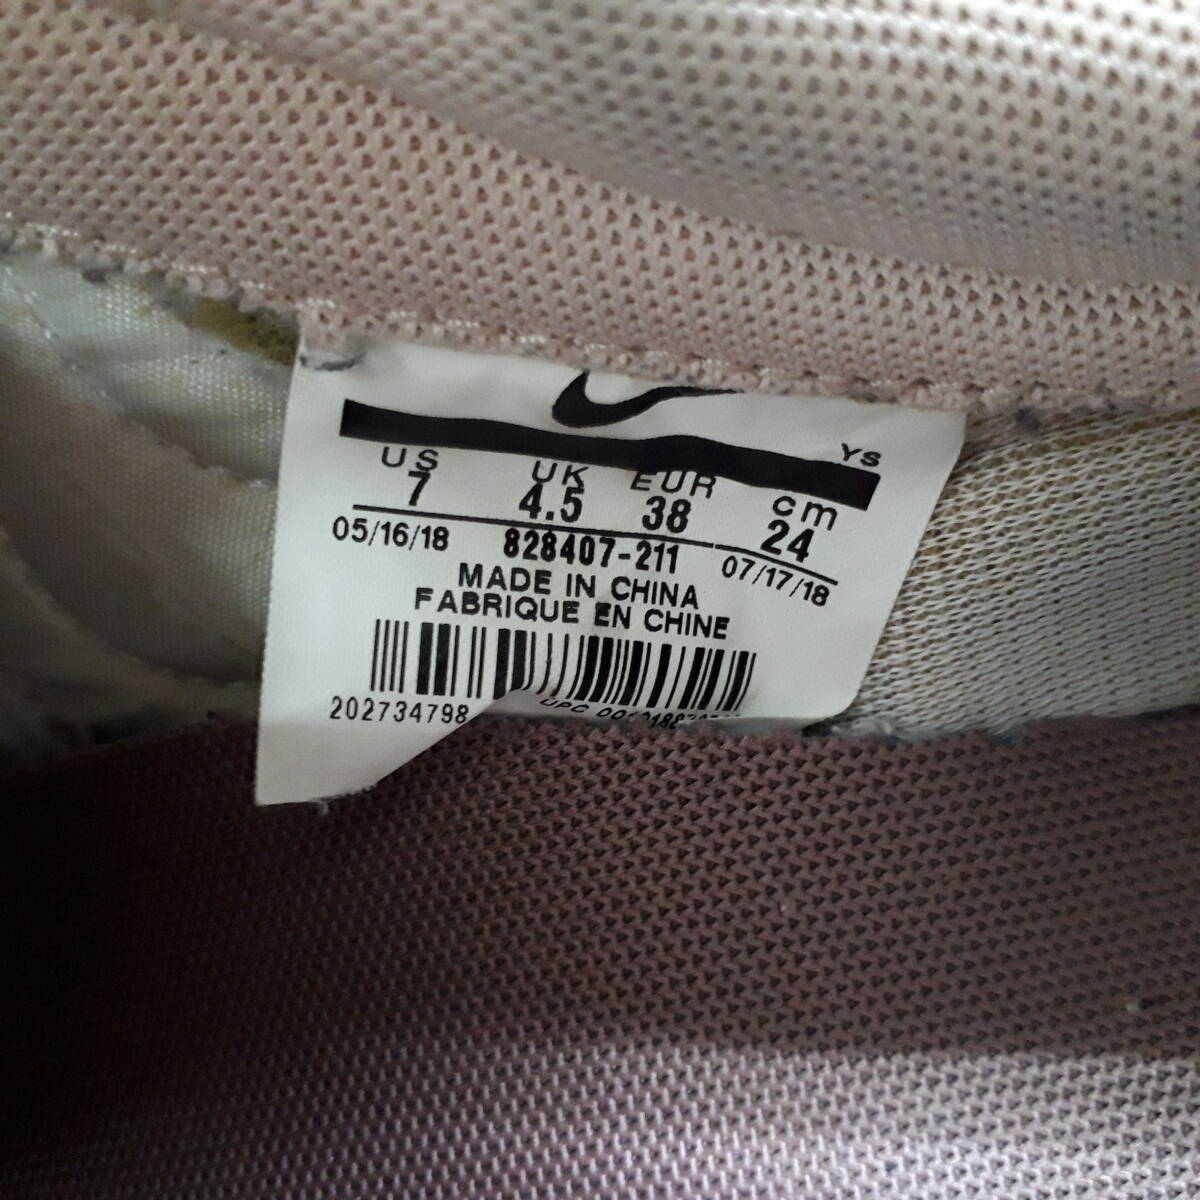 YS
US UK EUR cm
7 4.5 38 24
05/16/18 828407-211 07/17/18
MADE IN CHINA
FABRIQUE EN CHINE
202734798 UPC